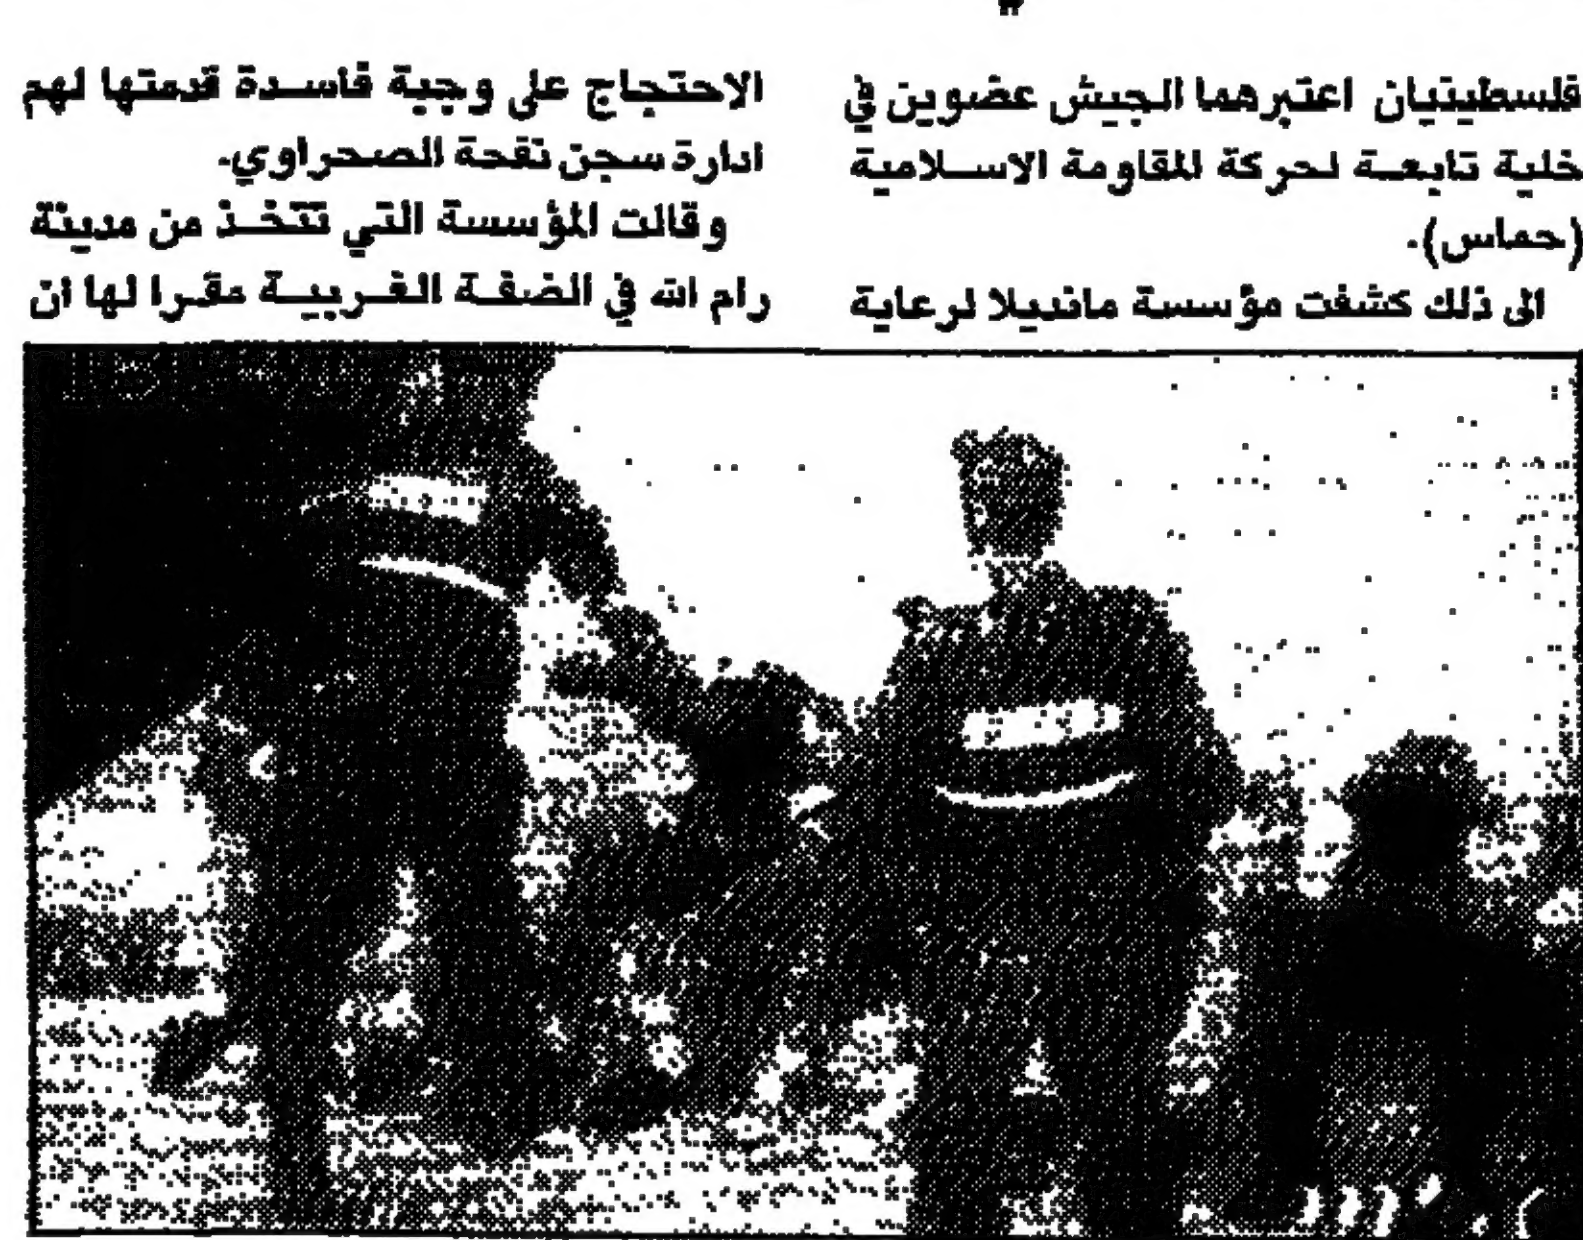 فلسطينيان اعتبرهما الجيش عضوين في
خلية تابعة لحركة المقاومة الاسلامية
(حماس).
الى ذلك كشفت مؤسسة مانديلا لرعاية
الاحتجاج على وجبة فاسدة قدمتها لهم
ادارة سجن نفحة الصحراوي.
وقالت المؤسسة التي تتخذ من مدينة
رام الله في الضفة الغربية مقرا لها ان